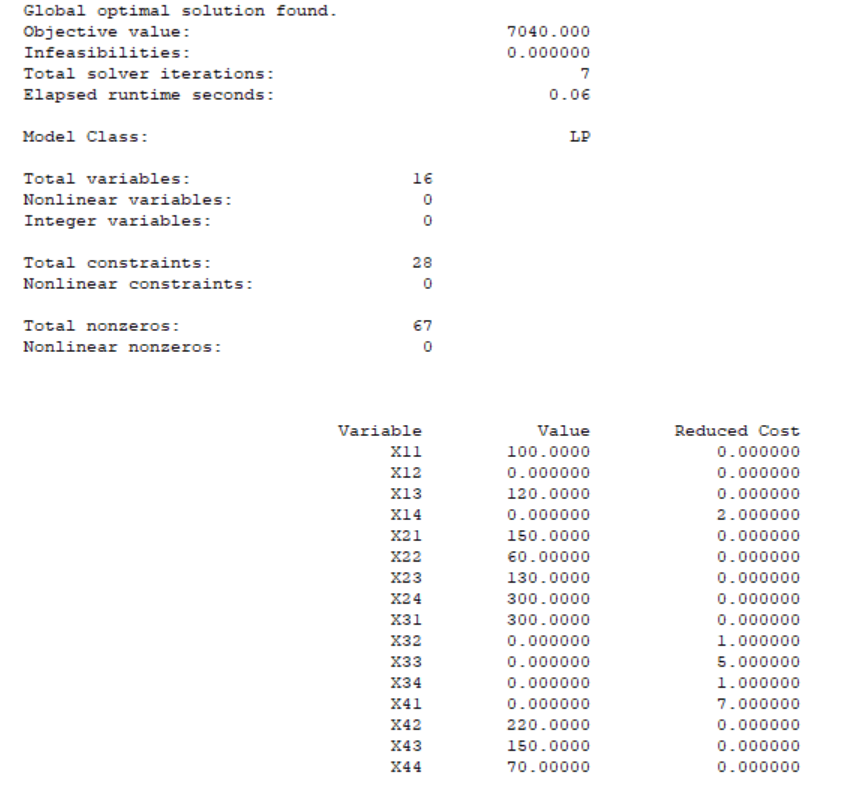 Global optimal solution found.
Objective value: 7040.000
Infeasibilities: 0.000000
Total solver iterations: 7
Elapsed runtime seconds: 0.06
Model Class: LP
Total variables: 16
Nonlinear variables: 0
Integer variables: 0
Total constraints: 28
Nonlinear constraints: 0
Total nonzeros: 67
Nonlinear nonzeros: 0
Variable Value Reduced Cost
X11 100.0000 0.000000
X12 0.000000 0.000000
X13 120.0000 0.000000
X14 0.000000 2.000000
X21 150.0000 0.000000
X22 60.00000 0.000000
X23 130.0000 0.000000
X24 300.0000 0.000000
X31 300.0000 0.000000
X32 0.000000 1.000000
X33 0.000000 5.000000
X34 0.000000 1.000000
X41 0.000000 7.000000
X42 220.0000 0.000000
X43 150.0000 0.000000
X44 70.00000 0.000000